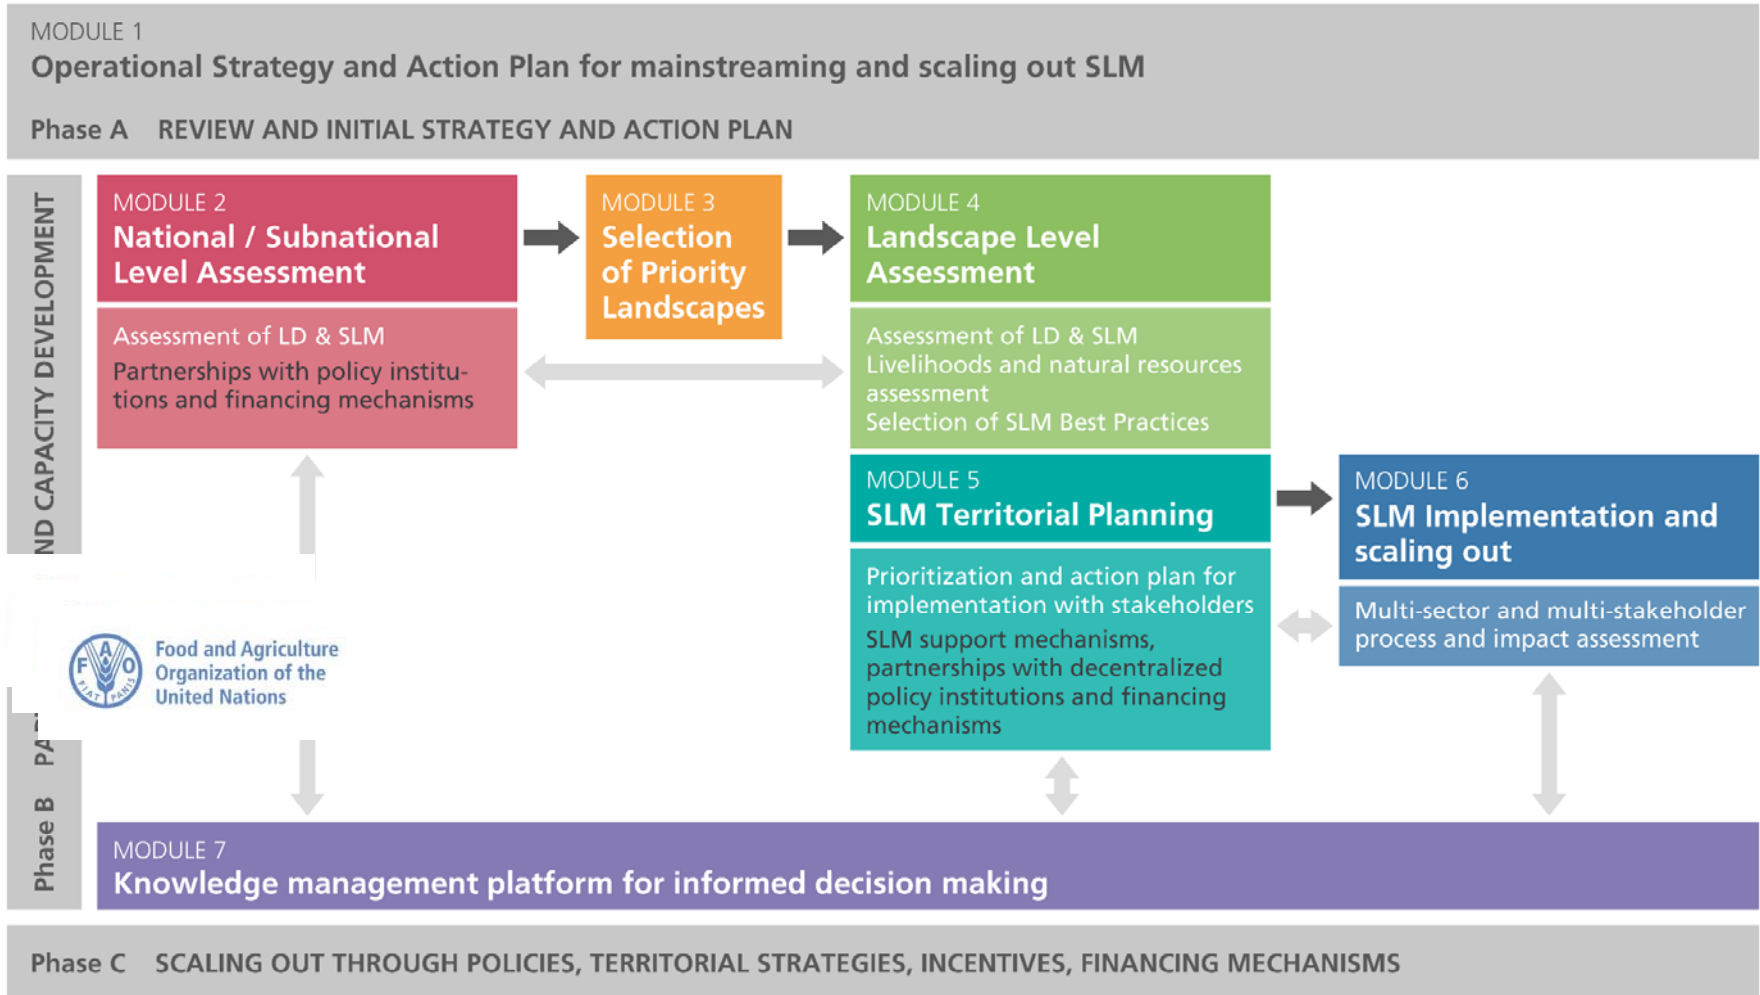 MODULE 1
Operational Strategy and Action Plan for mainstreaming and scaling out SLM
Phase A REVIEW AND INITIAL STRATEGY AND ACTION PLAN
Phase B
ND CAPACITY DEVELOPMENT
MODULE 2
National / Subnational
Level Assessment
Assessment of LD & SLM
Partnerships with policy institu-
tions and financing mechanisms
MODULE 3
Selection
of Priority
Landscapes
MODULE 4
Landscape Level
Assessment
Assessment of LD & SLM
Livelihoods and natural resources
assessment
Selection of SLM Best Practices
MODULE 5
SLM Territorial Planning
Prioritization and action plan for
implementation with stakeholders
SLM support mechanisms,
partnerships with decentralized
policy institutions and financing
mechanisms
MODULE 6
SLM Implementation and
scaling out
Multi-sector and multi-stakeholder
process and impact assessment
FAO
FIAT PANIS
Food and Agriculture
Organization of the
United Nations
MODULE 7
Knowledge management platform for informed decision making
Phase C SCALING OUT THROUGH POLICIES, TERRITORIAL STRATEGIES, INCENTIVES, FINANCING MECHANISMS